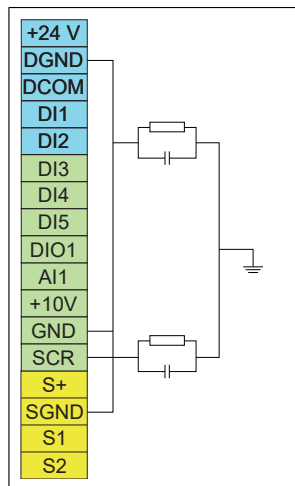 +24 V
DGND
DCOM
DI1
DI2
DI3
DI4
DI5
DIO1
AI1
+10V
GND
SCR
S+
SGND
S1
S2